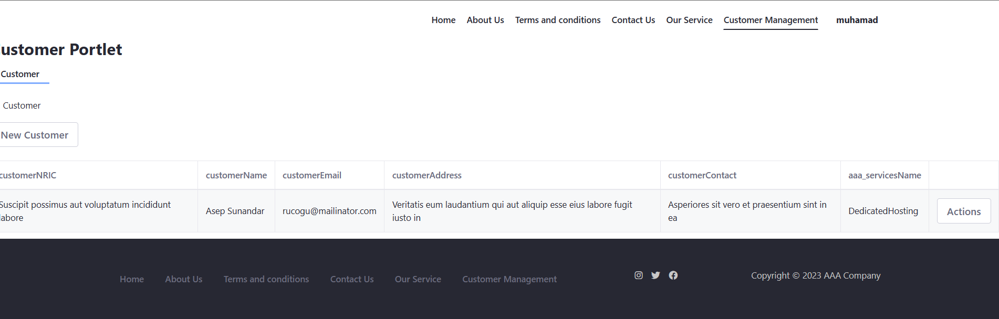 Home About Us Terms and conditions Contact Us Our Service Customer Management muhamad
ustomer Portlet
Customer
Customer
New Customer
customerNRIC customerName customerEmail customerAddress customerContact aaa_servicesName
Suscipit possimus aut voluptatum incididunt
labore
Asep Sunandar
rucogu@mailinator.com
Veritatis eum laudantium qui aut aliquip esse eius labore fugit
iusto in
Asperiores sit vero et praesentium sint in
ea
DedicatedHosting
Actions
Home About Us Terms and conditions Contact Us Our Service Customer Management
Copyright © 2023 AAA Company